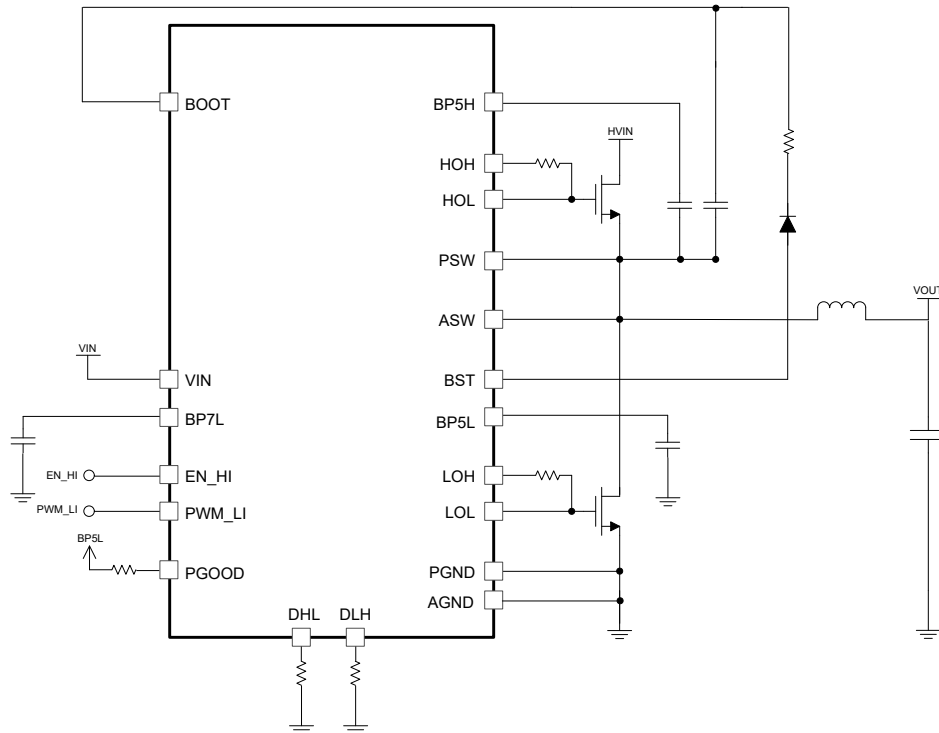 BOOT
BP5H
HVIN
HOH
HOL
PSW
ASW
VOUT
VIN
VIN
BST
BP7L
BP5L
EN_HI
EN_HI
LOH
PWM_LI
PWM_LI
LOL
BP5L
PGOOD
PGND
AGND
DHL
DLH